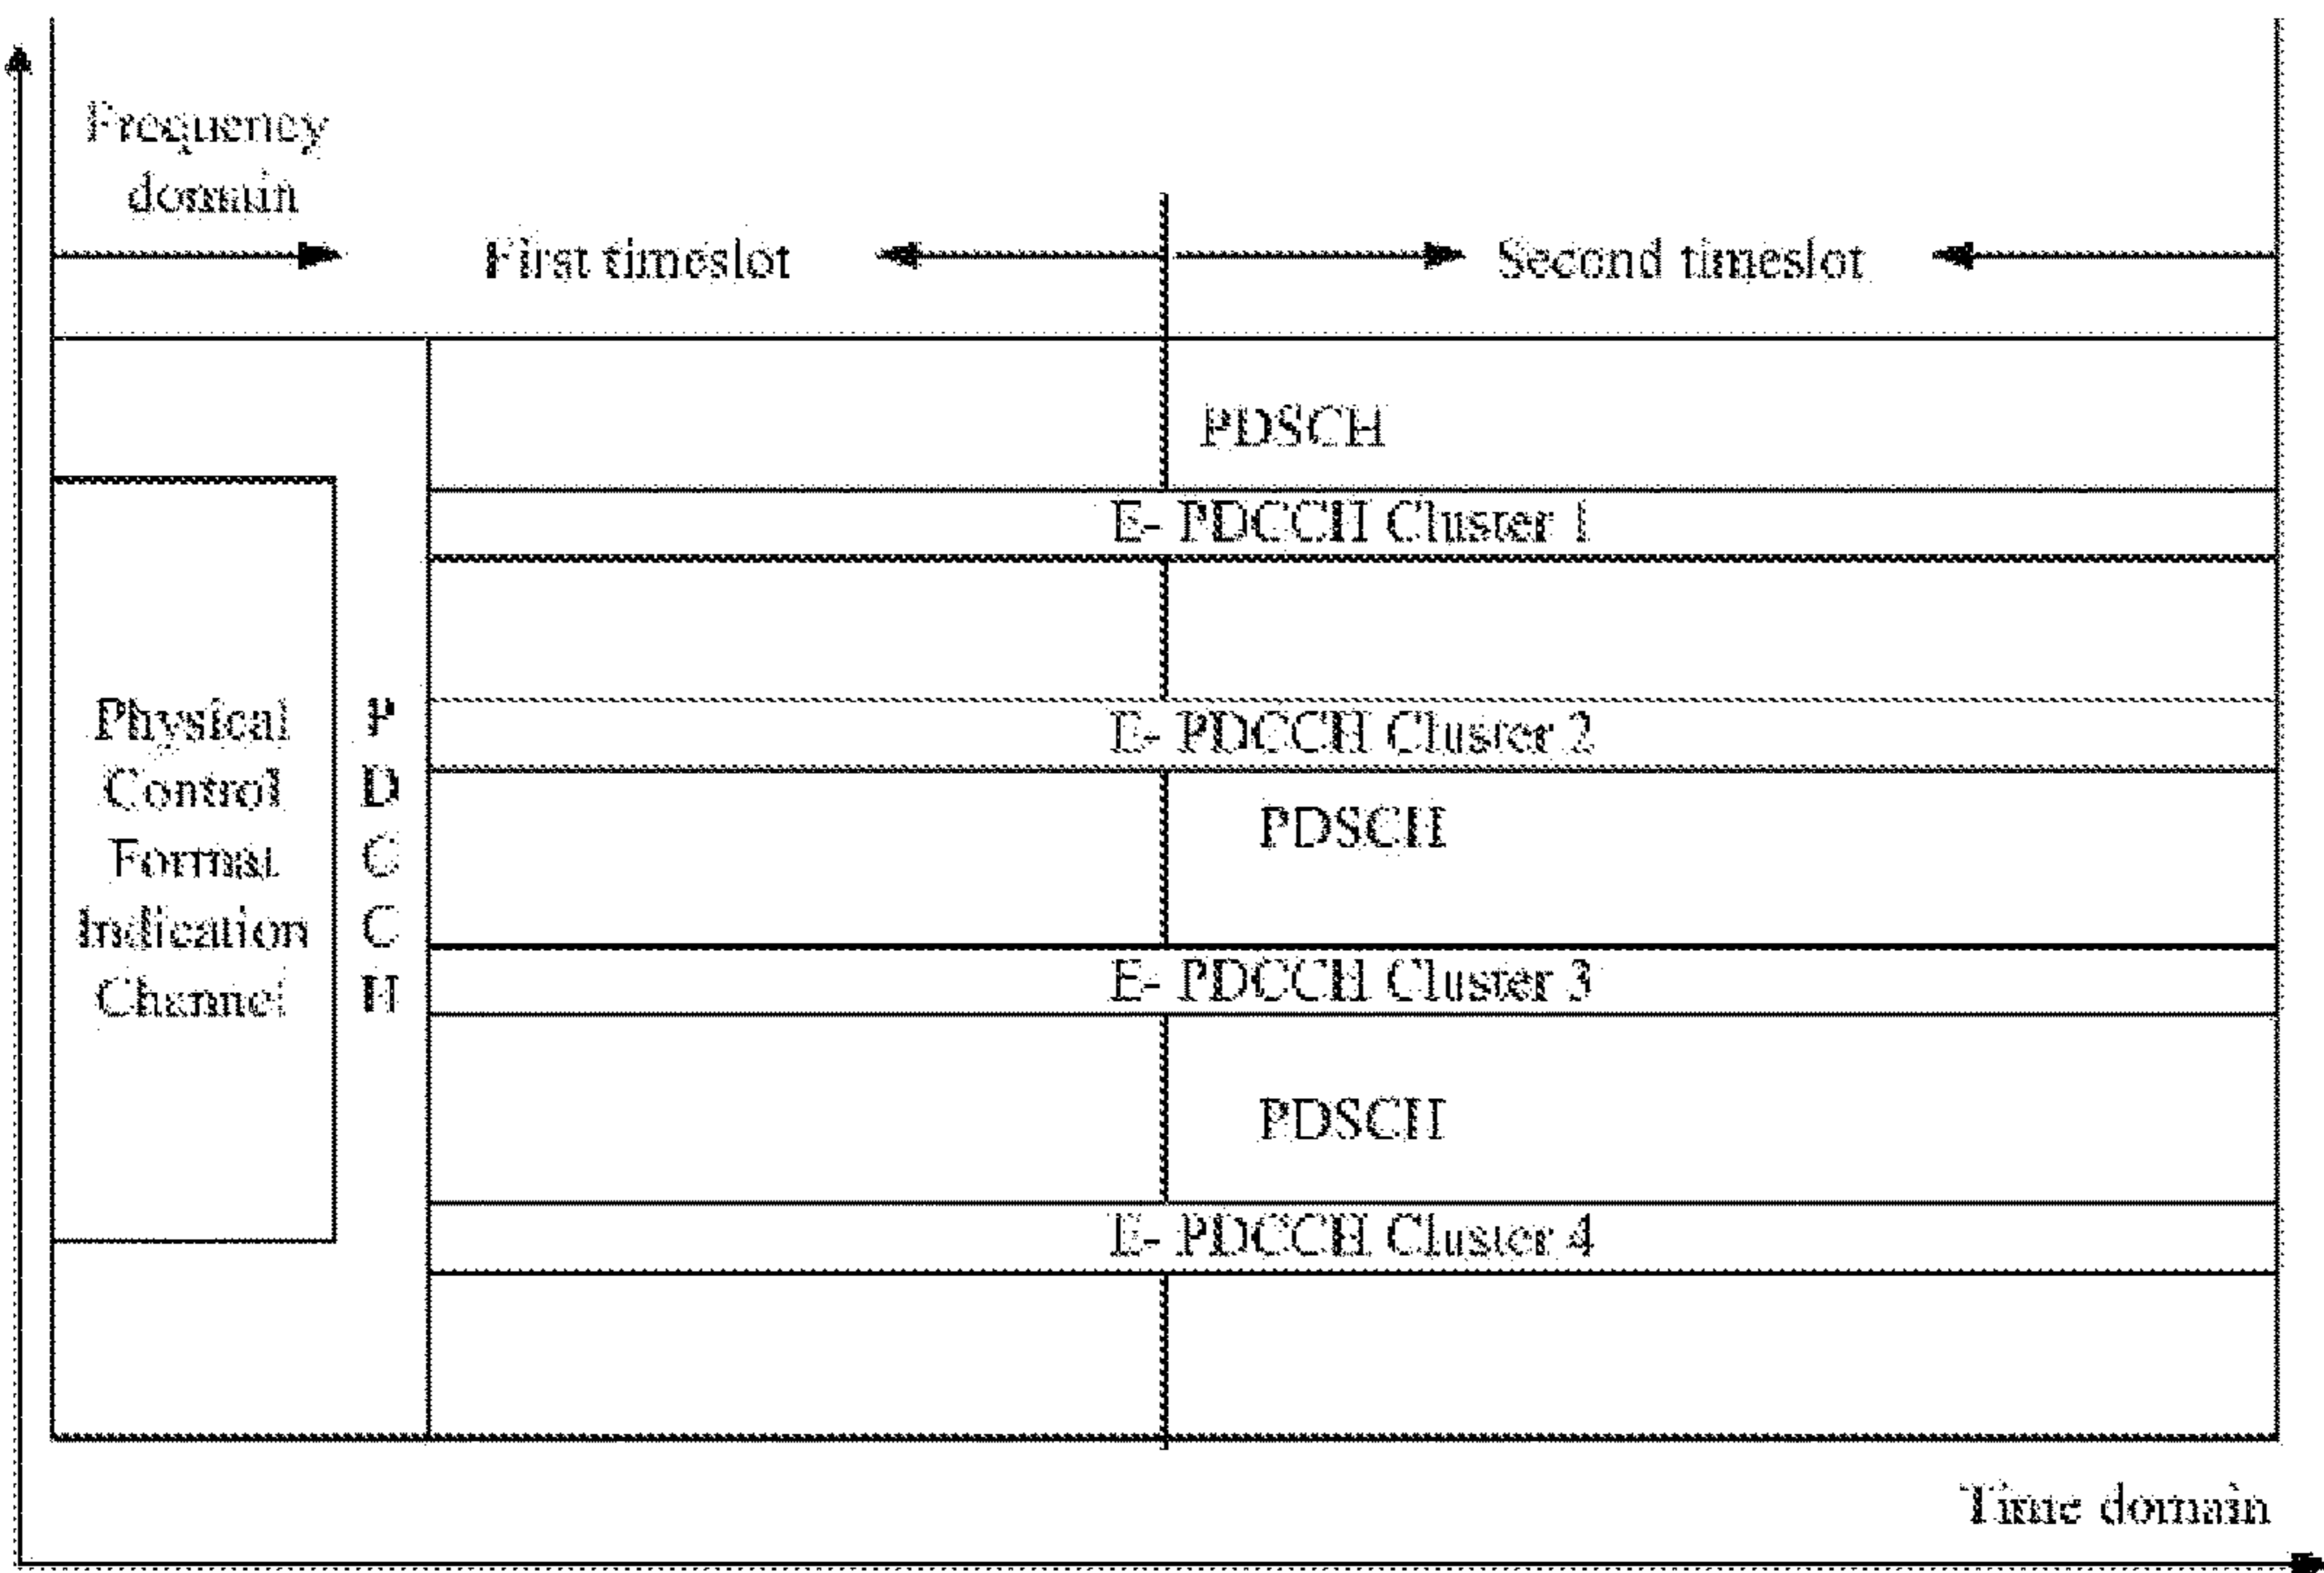 Frequency
domain
First timeslot
Second timeslot
PDSCH
E- PDCCH Cluster 1
Physical
Control
Format
Indication
Channel
P
D
C
C
H
E- PDCCH Cluster 2
PDSCH
E- PDCCH Cluster 3
PDSCH
E- PDCCH Cluster 4
Time domain